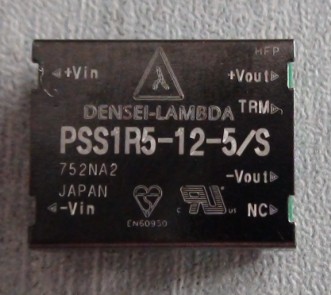 HFP
+Vin
+Vout
λ
TRM
DENSEI-LAMBDA
PSS1R5-12-5/S
752NA2
-Vout
JAPAN
-Vin
NC
EN60950